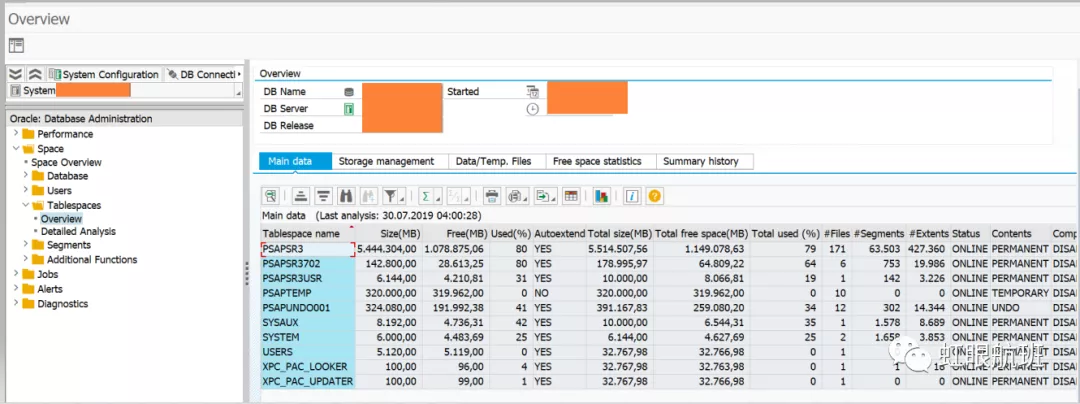 Overview
System Configuration DB Connecti
System
Oracle: Database Administration
Performance
Space
Space Overview
Database
Users
Tablespaces
Overview
Detailed Analysis
Segments
Additional Functions
Jobs
Alerts
Diagnostics
Overview
DB Name Started
DB Server
DB Release
Main data Storage management Data/Temp. Files Free space statistics Summary history
Main data (Last analysis: 30.07.2019 04:00:28)
Tablespace name Size(MB) Free(MB) Used(%) Autoextend Total size(MB) Total free space(MB) Total used (%) #Files #Segments #Extents Status Contents Comp
PSAPSR3 5.444.304,00 1.078.875,06 80 YES 5.514.507,56 1.149.078,63 79 171 63.503 427.360 ONLINE PERMANENT DISA
PSAPSR3702 142.800,00 28.613,25 80 YES 178.995,97 64.809,22 64 6 753 19.986 ONLINE PERMANENT DISA
PSAPSR3USR 6.144,00 4.210,81 31 YES 10.000,00 8.066,81 19 1 142 3.226 ONLINE PERMANENT DISA
PSAPTEMP 320.000,00 319.962,00 0 NO 320.000,00 319.962,00 0 10 0 0 ONLINE TEMPORARY DISA
PSAPUNDO001 324.080,00 191.992,38 41 YES 391.167,83 259.080,20 34 12 302 14.344 ONLINE UNDO DISA
SYSAUX 8.192,00 4.736,31 42 YES 10.000,00 6.544,31 35 1 1.578 8.689 ONLINE PERMANENT DISA
SYSTEM 6.000,00 4.483,69 25 YES 6.144,00 4.627,69 25 2 1.658 3.853 ONLINE PERMANENT DISA
USERS 5.120,00 5.119,00 0 YES 32.767,98 32.766,98 0 1 0 0 ONLINE PERMANENT DISA
XPC_PAC_LOOKER 100,00 96,00 4 YES 32.767,98 32.763,98 0 1 1 16 ONLINE PERMANENT DISA
XPC_PAC_UPDATER 100,00 99,00 1 YES 32.767,98 32.766,98 0 1 0 0 ONLINE PERMANENT DISA
虹眼航班